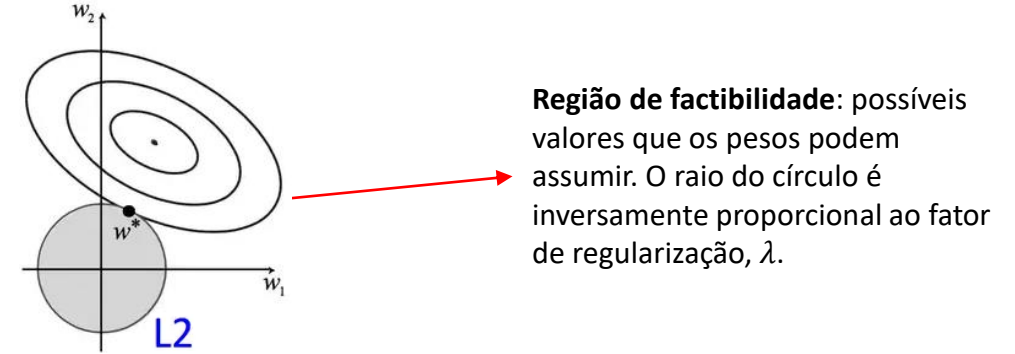 w₂
w*
w₁
L2
Região de factibilidade: possíveis
valores que os pesos podem
assumir. O raio do círculo é
inversamente proporcional ao fator
de regularização, λ.